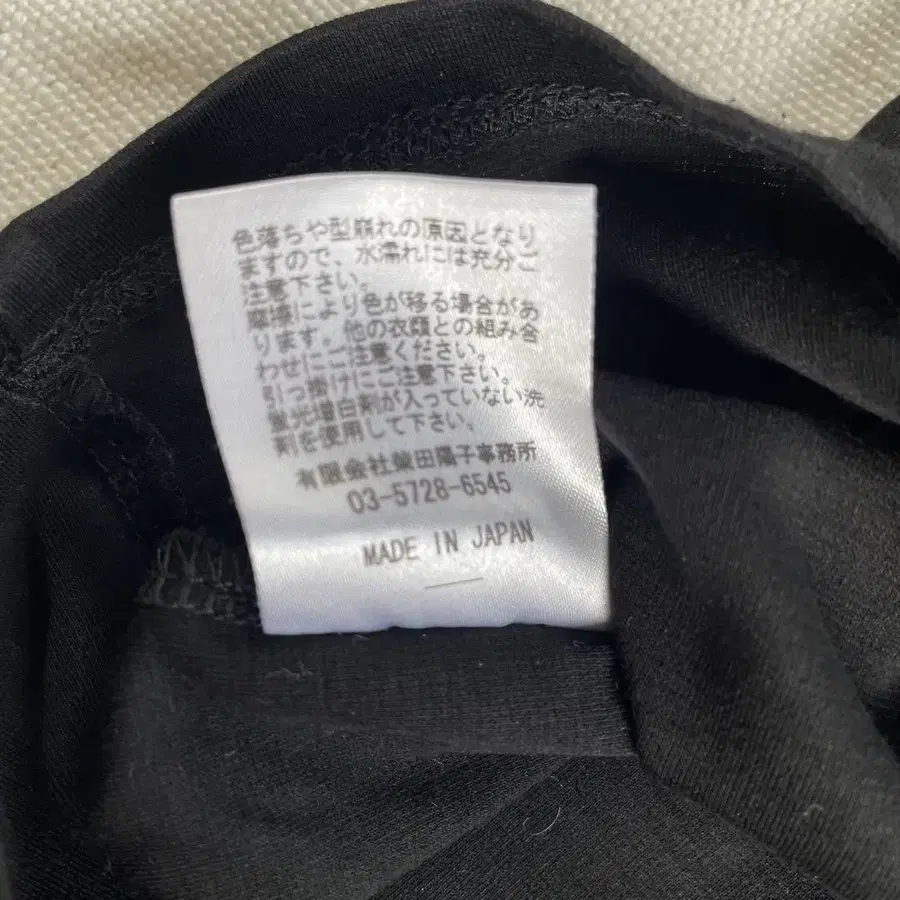 色落ちや型崩れの原因となり
ますので、水濡れには充分ご
注意下さい。
摩擦により色が移る場合があ
ります。他の衣類との組み合
わせにご注意ください。
引っ掛けにご注意下さい。
蛍光増白剤が入っていない洗
剤を使用して下さい。
有限会社柴田陽子事務所
03-5728-6545
MADE IN JAPAN